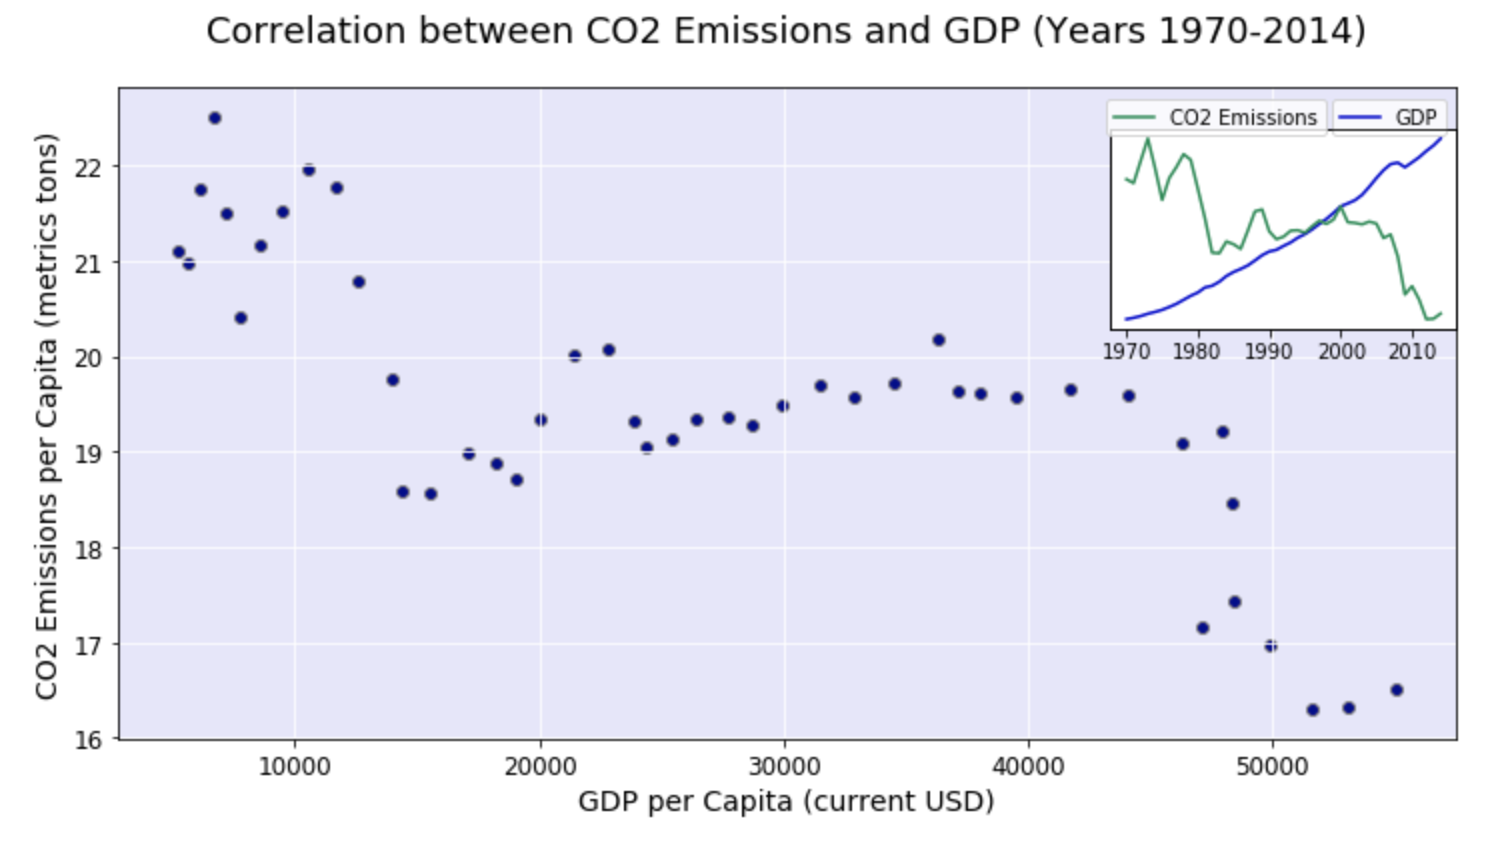 Correlation between CO2 Emissions and GDP (Years 1970-2014)
CO2 Emissions GDP
1970 1980 1990 2000 2010
CO2 Emissions per Capita (metrics tons)
22
21
20
19
18
17
16
10000 20000 30000 40000 50000
GDP per Capita (current USD)